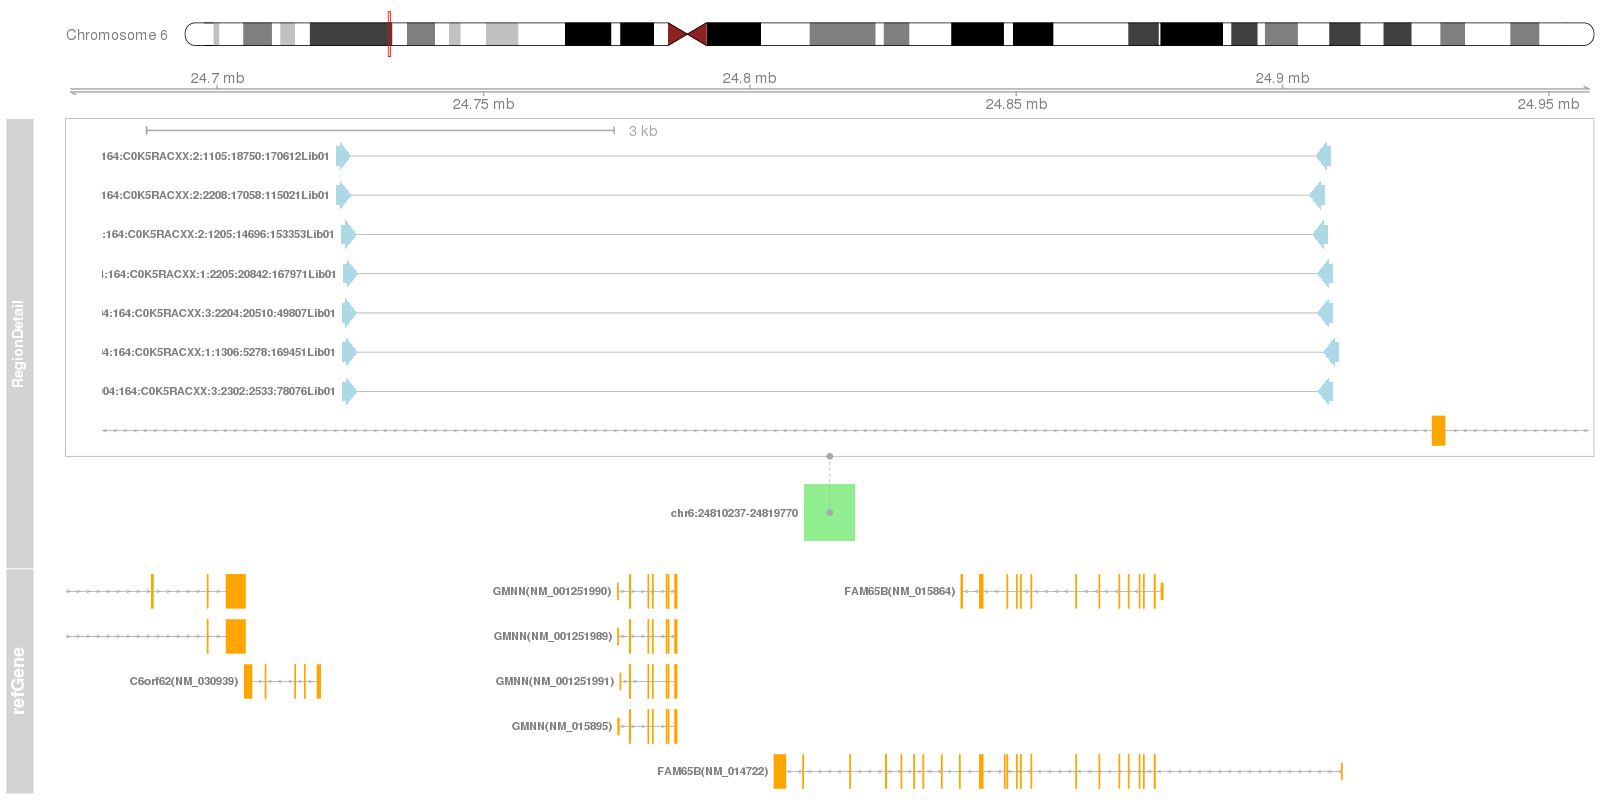 Chromosome 6
24.7 mb
24.8 mb
24.9 mb
24.75 mb
24.85 mb
24.95 mb
3 kb
RegionDetail
164:C0K5RACXX:2:1105:18750:170612Lib01
164:C0K5RACXX:2:2208:17058:115021Lib01
:164:C0K5RACXX:2:1205:14696:153353Lib01
:164:C0K5RACXX:1:2205:20842:167971Lib01
4:164:C0K5RACXX:3:2204:20510:49807Lib01
4:164:C0K5RACXX:1:1306:5278:169451Lib01
04:164:C0K5RACXX:3:2302:2533:78076Lib01
chr6:24810237-24819770
refGene
GMNN(NM_001251990)
FAM65B(NM_015864)
GMNN(NM_001251989)
C6orf62(NM_030939)
GMNN(NM_001251991)
GMNN(NM_015895)
FAM65B(NM_014722)